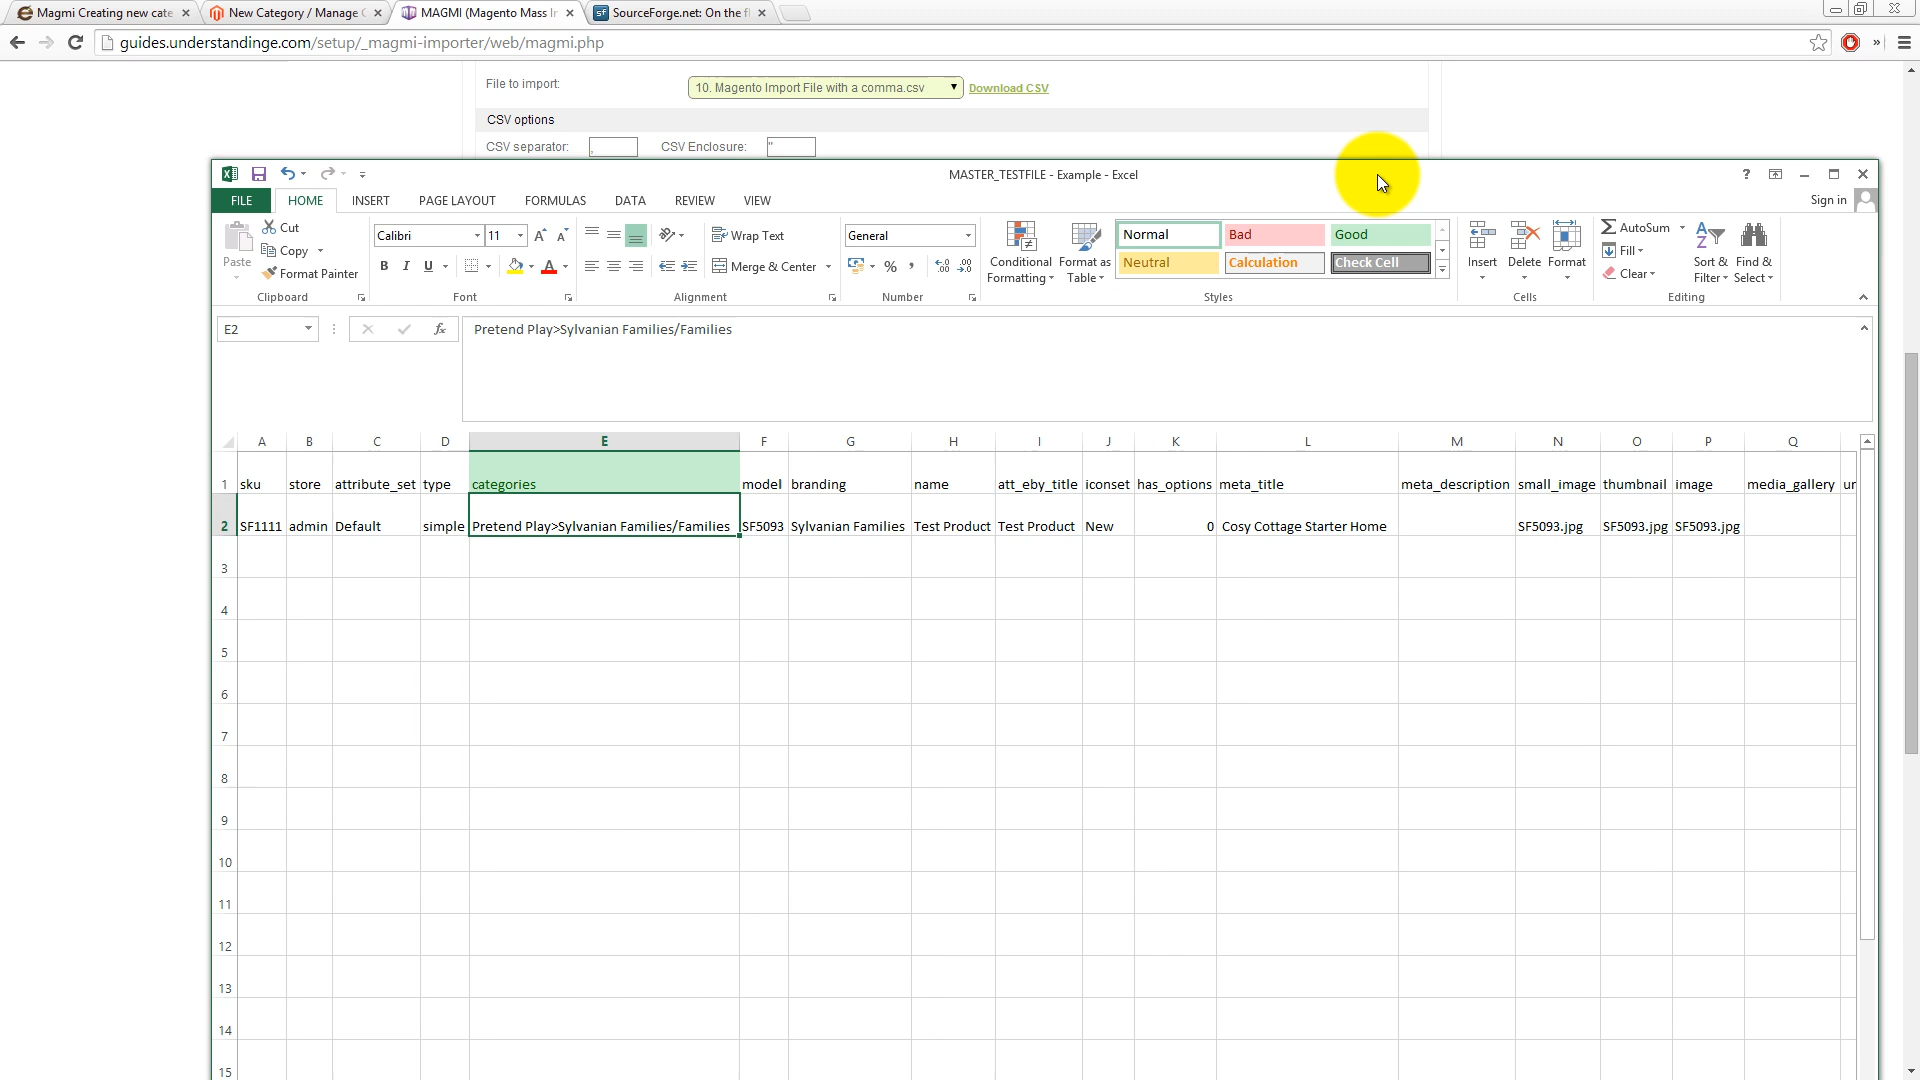 Magmi Creating new cate
New Category / Manage C
MAGMI (Magento Mass In
SourceForge.net: On the f
guides.understandinge.com/setup/_magmi-importer/web/magmi.php
File to import: 10. Magento Import File with a comma.csv Download CSV
CSV options
CSV separator: , CSV Enclosure: "
MASTER_TESTFILE - Example - Excel
FILE HOME INSERT PAGE LAYOUT FORMULAS DATA REVIEW VIEW Sign in
Paste
Cut
Copy
Format Painter
Clipboard
Calibri 11
B I U
Font
Wrap Text
Merge & Center
Alignment
General
% ,
Number
Conditional Formatting
Format as Table
Normal Bad Good
Neutral Calculation Check Cell
Styles
Insert Delete Format
Cells
AutoSum
Fill
Clear
Sort & Filter
Find & Select
Editing
E2 fx Pretend Play>Sylvanian Families/Families
A B C D E F G H I J K L M N O P Q
1 sku store attribute_set type categories model branding name att_eby_title iconset has_options meta_title meta_description small_image thumbnail image media_gallery ur
2 SF1111 admin Default simple Pretend Play>Sylvanian Families/Families SF5093 Sylvanian Families Test Product Test Product New 0 Cosy Cottage Starter Home SF5093.jpg SF5093.jpg SF5093.jpg
3
4
5
6
7
8
9
10
11
12
13
14
15